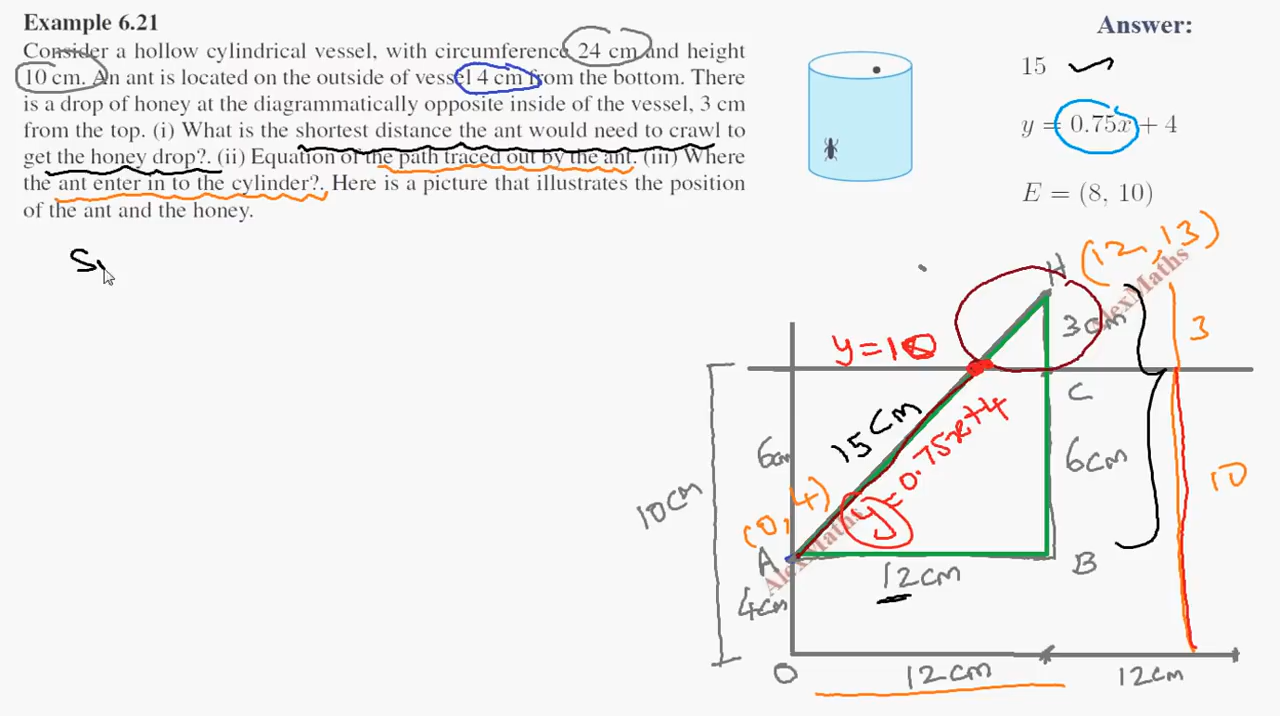 Example 6.21
Consider a hollow cylindrical vessel, with circumference 24 cm and height
10 cm. An ant is located on the outside of vessel 4 cm from the bottom. There
is a drop of honey at the diagrammatically opposite inside of the vessel, 3 cm
from the top. (i) What is the shortest distance the ant would need to crawl to
get the honey drop?. (ii) Equation of the path traced out by the ant. (iii) Where
the ant enter in to the cylinder?. Here is a picture that illustrates the position
of the ant and the honey.
Answer:
15
y = 0.75x + 4
E = (8, 10)
H (12, 13)
3cm
3
y=10
C
15cm
y=0.75x+4
6cm
6cm
10
10cm
(0,4)
A
12cm
B
4cm
O
12cm
12cm
AlexMaths
AlexMaths